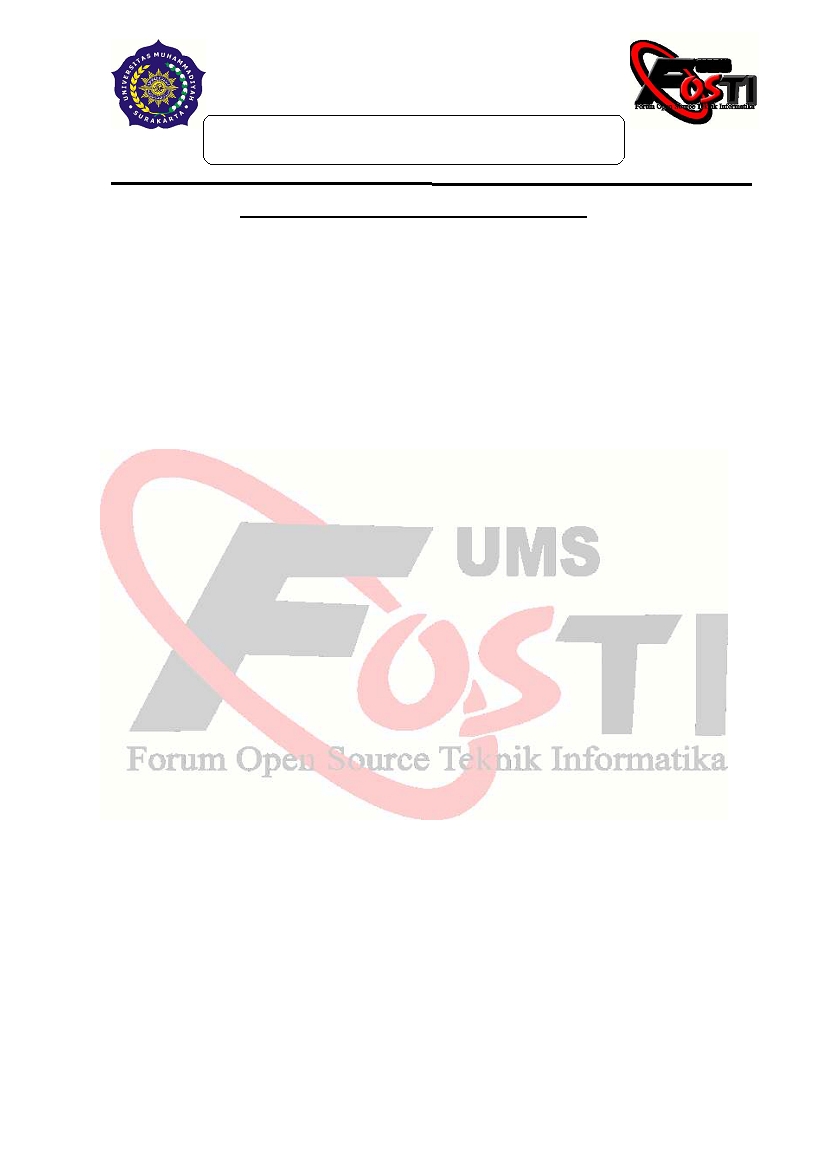 UNIVERSITAS MUHAMMADIYAH
SURAKARTA
FOSTI
Forum Open Source Teknik Informatika
UMS
FOSTI
Forum Open Source Teknik Informatika